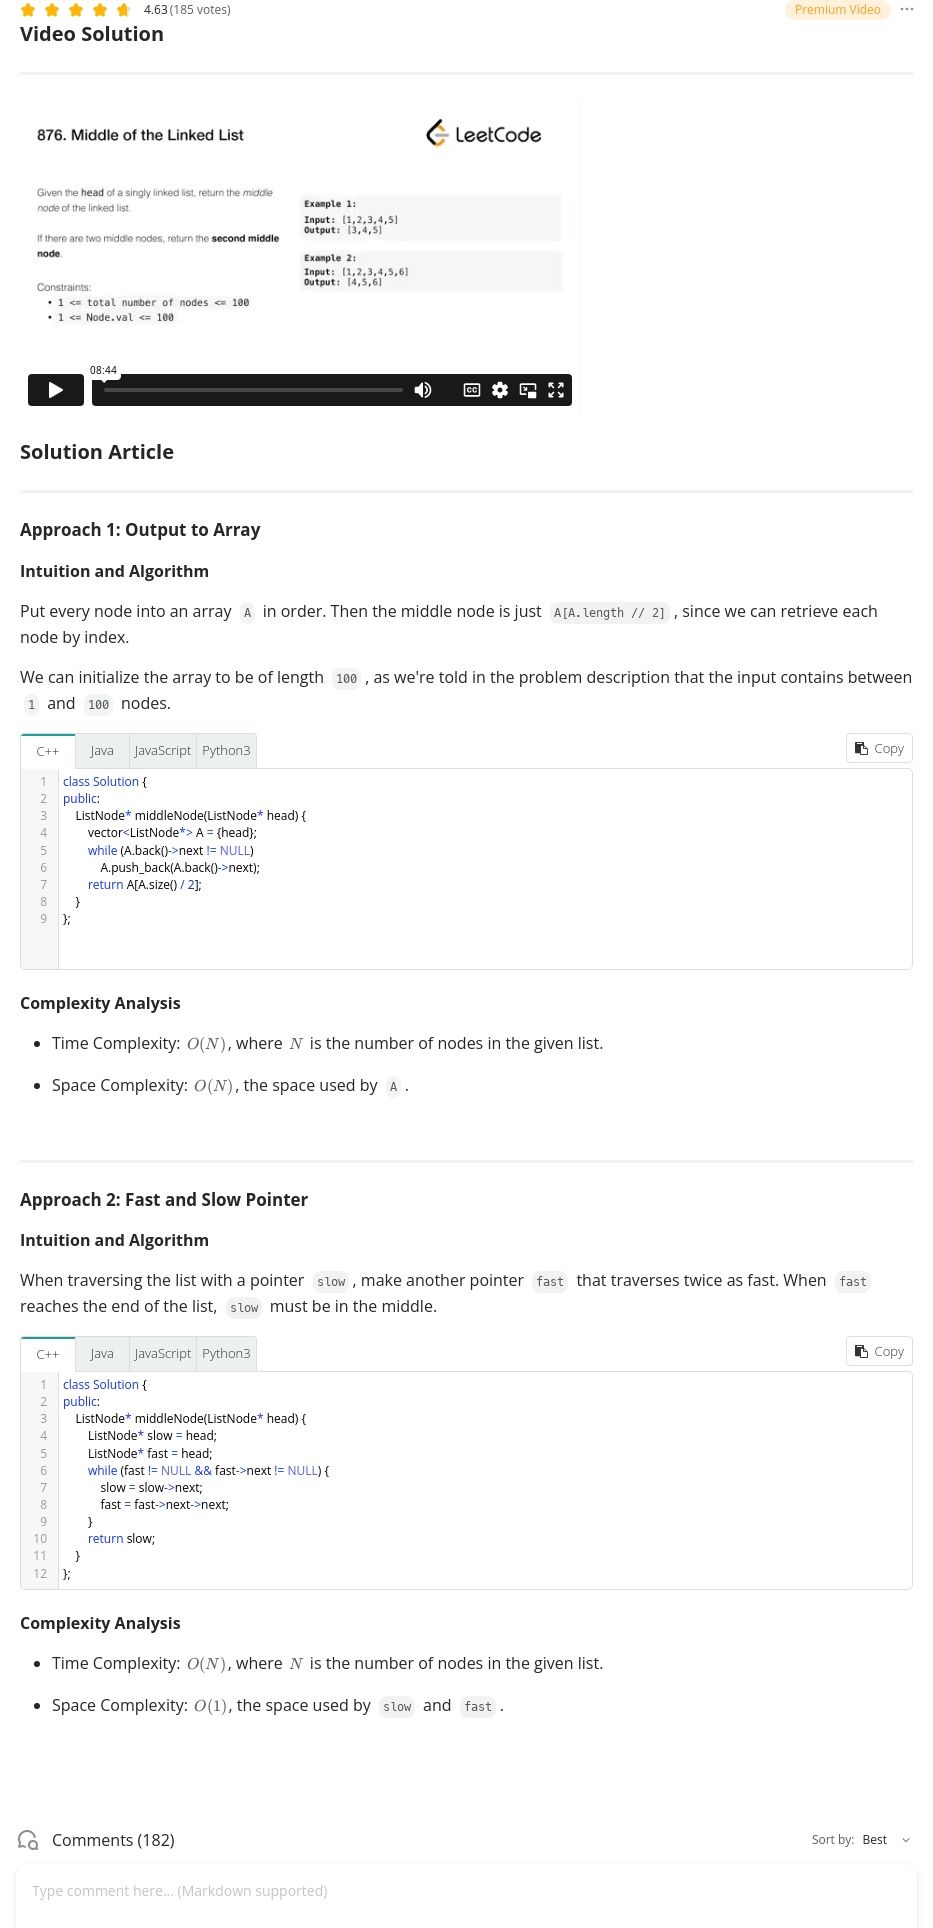 4.63 (185 votes)
Premium Video
Video Solution
876. Middle of the Linked List
LeetCode
Given the head of a singly linked list, return the middle
node of the linked list.
If there are two middle nodes, return the second middle
node.
Constraints:
• 1 <= total number of nodes <= 100
• 1 <= Node.val <= 100
Example 1:
Input: [1,2,3,4,5]
Output: [3,4,5]
Example 2:
Input: [1,2,3,4,5,6]
Output: [4,5,6]
08:44
CC
Solution Article
Approach 1: Output to Array
Intuition and Algorithm
Put every node into an array A in order. Then the middle node is just A[A.length // 2] , since we can retrieve each
node by index.
We can initialize the array to be of length 100 , as we're told in the problem description that the input contains between
1 and 100 nodes.
C++ Java JavaScript Python3 Copy
1 class Solution {
2 public:
3 ListNode* middleNode(ListNode* head) {
4 vector<ListNode*> A = {head};
5 while (A.back()->next != NULL)
6 A.push_back(A.back()->next);
7 return A[A.size() / 2];
8 }
9 };
Complexity Analysis
• Time Complexity: O(N), where N is the number of nodes in the given list.
• Space Complexity: O(N), the space used by A .
Approach 2: Fast and Slow Pointer
Intuition and Algorithm
When traversing the list with a pointer slow , make another pointer fast that traverses twice as fast. When fast
reaches the end of the list, slow must be in the middle.
C++ Java JavaScript Python3 Copy
1 class Solution {
2 public:
3 ListNode* middleNode(ListNode* head) {
4 ListNode* slow = head;
5 ListNode* fast = head;
6 while (fast != NULL && fast->next != NULL) {
7 slow = slow->next;
8 fast = fast->next->next;
9 }
10 return slow;
11 }
12 };
Complexity Analysis
• Time Complexity: O(N), where N is the number of nodes in the given list.
• Space Complexity: O(1), the space used by slow and fast .
Comments (182)
Sort by: Best
Type comment here... (Markdown supported)